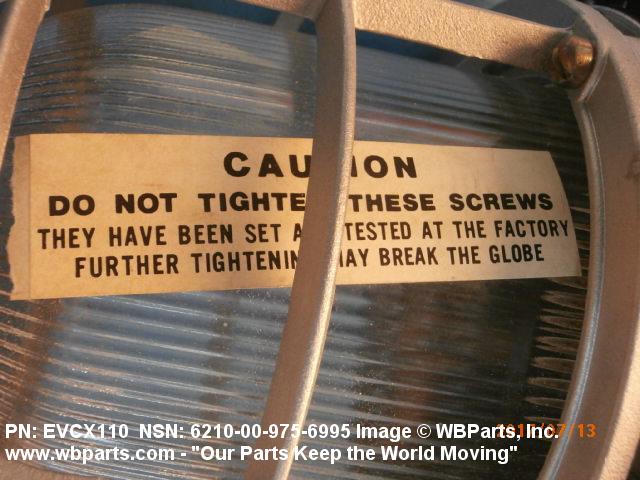 CAU ION
DO NOT TIGHTE THESE SCREWS
THEY HAVE BEEN SET A TESTED AT THE FACTORY
FURTHER TIGHTENIN AY BREAK THE GLOBE
PN: EVCX110 NSN: 6210-00-975-6995 Image © WBParts, Inc.
www.wbparts.com - "Our Parts Keep the World Moving"